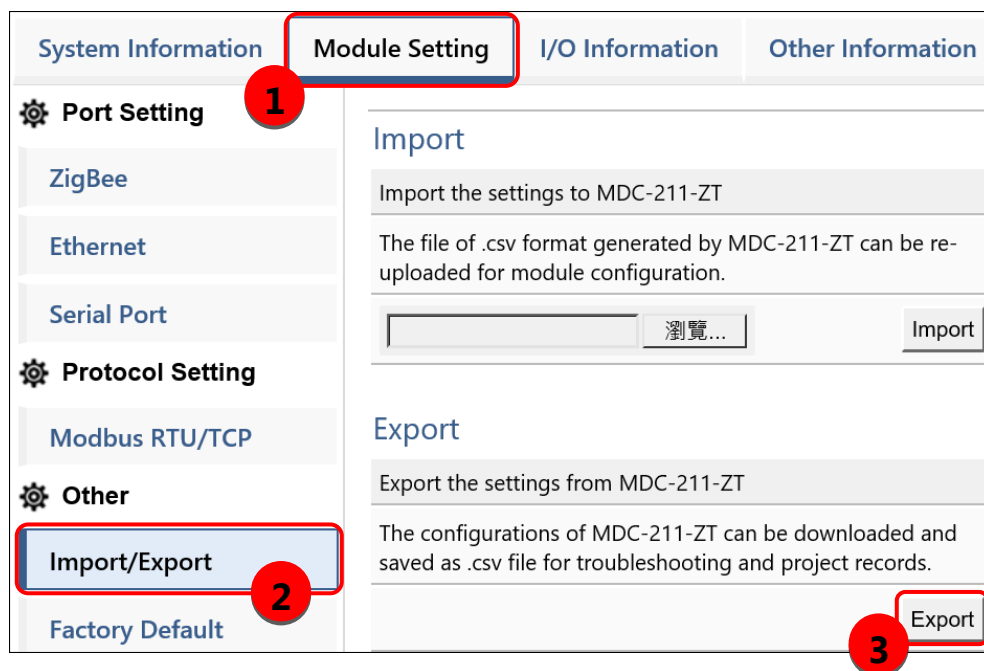 System Information
Module Setting
I/O Information
Other Information
1
Port Setting
ZigBee
Ethernet
Serial Port
Protocol Setting
Modbus RTU/TCP
Other
Import/Export
2
Factory Default
Import
Import the settings to MDC-211-ZT
The file of .csv format generated by MDC-211-ZT can be re-
uploaded for module configuration.
瀏覽...
Import
Export
Export the settings from MDC-211-ZT
The configurations of MDC-211-ZT can be downloaded and
saved as .csv file for troubleshooting and project records.
Export
3